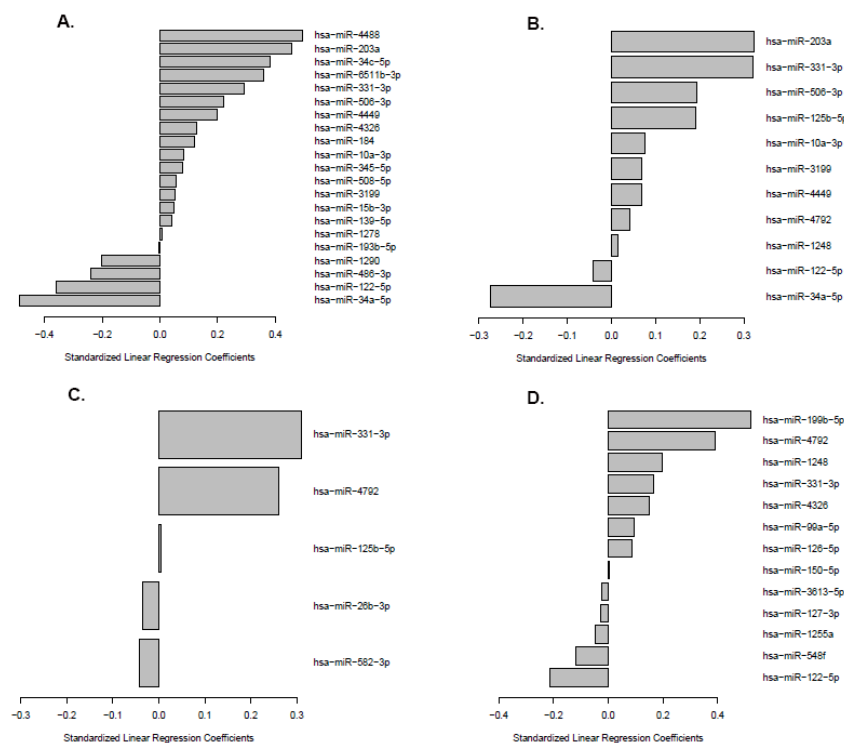 A.
hsa-miR-4488
hsa-miR-203a
hsa-miR-34c-5p
hsa-miR-6511b-3p
hsa-miR-331-3p
hsa-miR-506-3p
hsa-miR-4449
hsa-miR-4326
hsa-miR-184
hsa-miR-10a-3p
hsa-miR-345-5p
hsa-miR-508-5p
hsa-miR-3199
hsa-miR-15b-3p
hsa-miR-139-5p
hsa-miR-1278
hsa-miR-193b-5p
hsa-miR-1290
hsa-miR-486-3p
hsa-miR-122-5p
hsa-miR-34a-5p
−0.4 −0.2 0.0 0.2 0.4
Standardized Linear Regression Coefficients
B.
hsa-miR-203a
hsa-miR-331-3p
hsa-miR-506-3p
hsa-miR-125b-5p
hsa-miR-10a-3p
hsa-miR-3199
hsa-miR-4449
hsa-miR-4792
hsa-miR-1248
hsa-miR-122-5p
hsa-miR-34a-5p
−0.3 −0.2 −0.1 0.0 0.1 0.2 0.3
Standardized Linear Regression Coefficients
C.
hsa-miR-331-3p
hsa-miR-4792
hsa-miR-125b-5p
hsa-miR-26b-3p
hsa-miR-582-3p
−0.3 −0.2 −0.1 0.0 0.1 0.2 0.3
Standardized Linear Regression Coefficients
D.
hsa-miR-199b-5p
hsa-miR-4792
hsa-miR-1248
hsa-miR-331-3p
hsa-miR-4326
hsa-miR-99a-5p
hsa-miR-126-5p
hsa-miR-150-5p
hsa-miR-3613-5p
hsa-miR-127-3p
hsa-miR-1255a
hsa-miR-548f
hsa-miR-122-5p
−0.4 −0.2 0.0 0.2 0.4
Standardized Linear Regression Coefficients